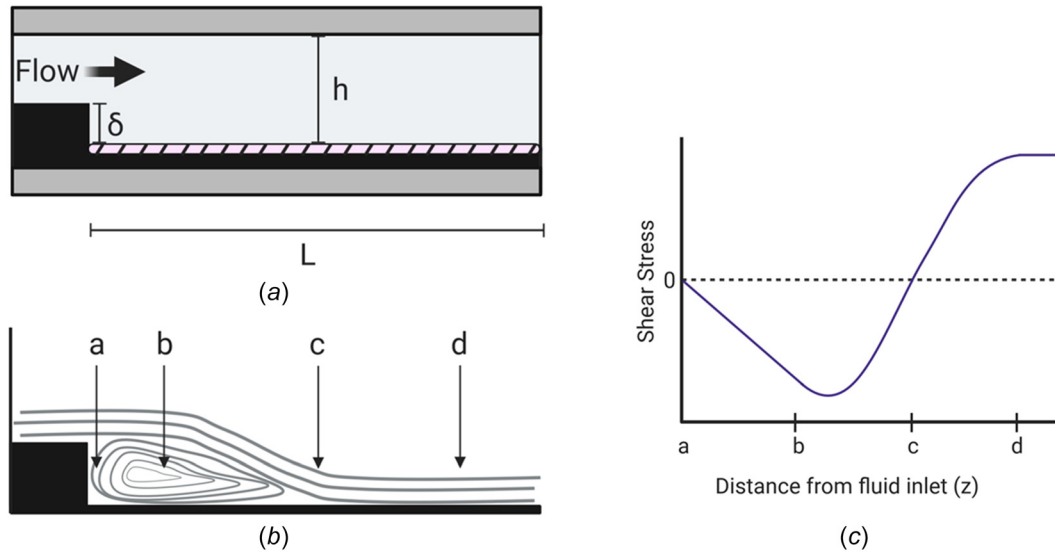 Flow
h
δ
L
(a)
a b c d
(b)
Shear Stress
0
a b c d
Distance from fluid inlet (z)
(c)